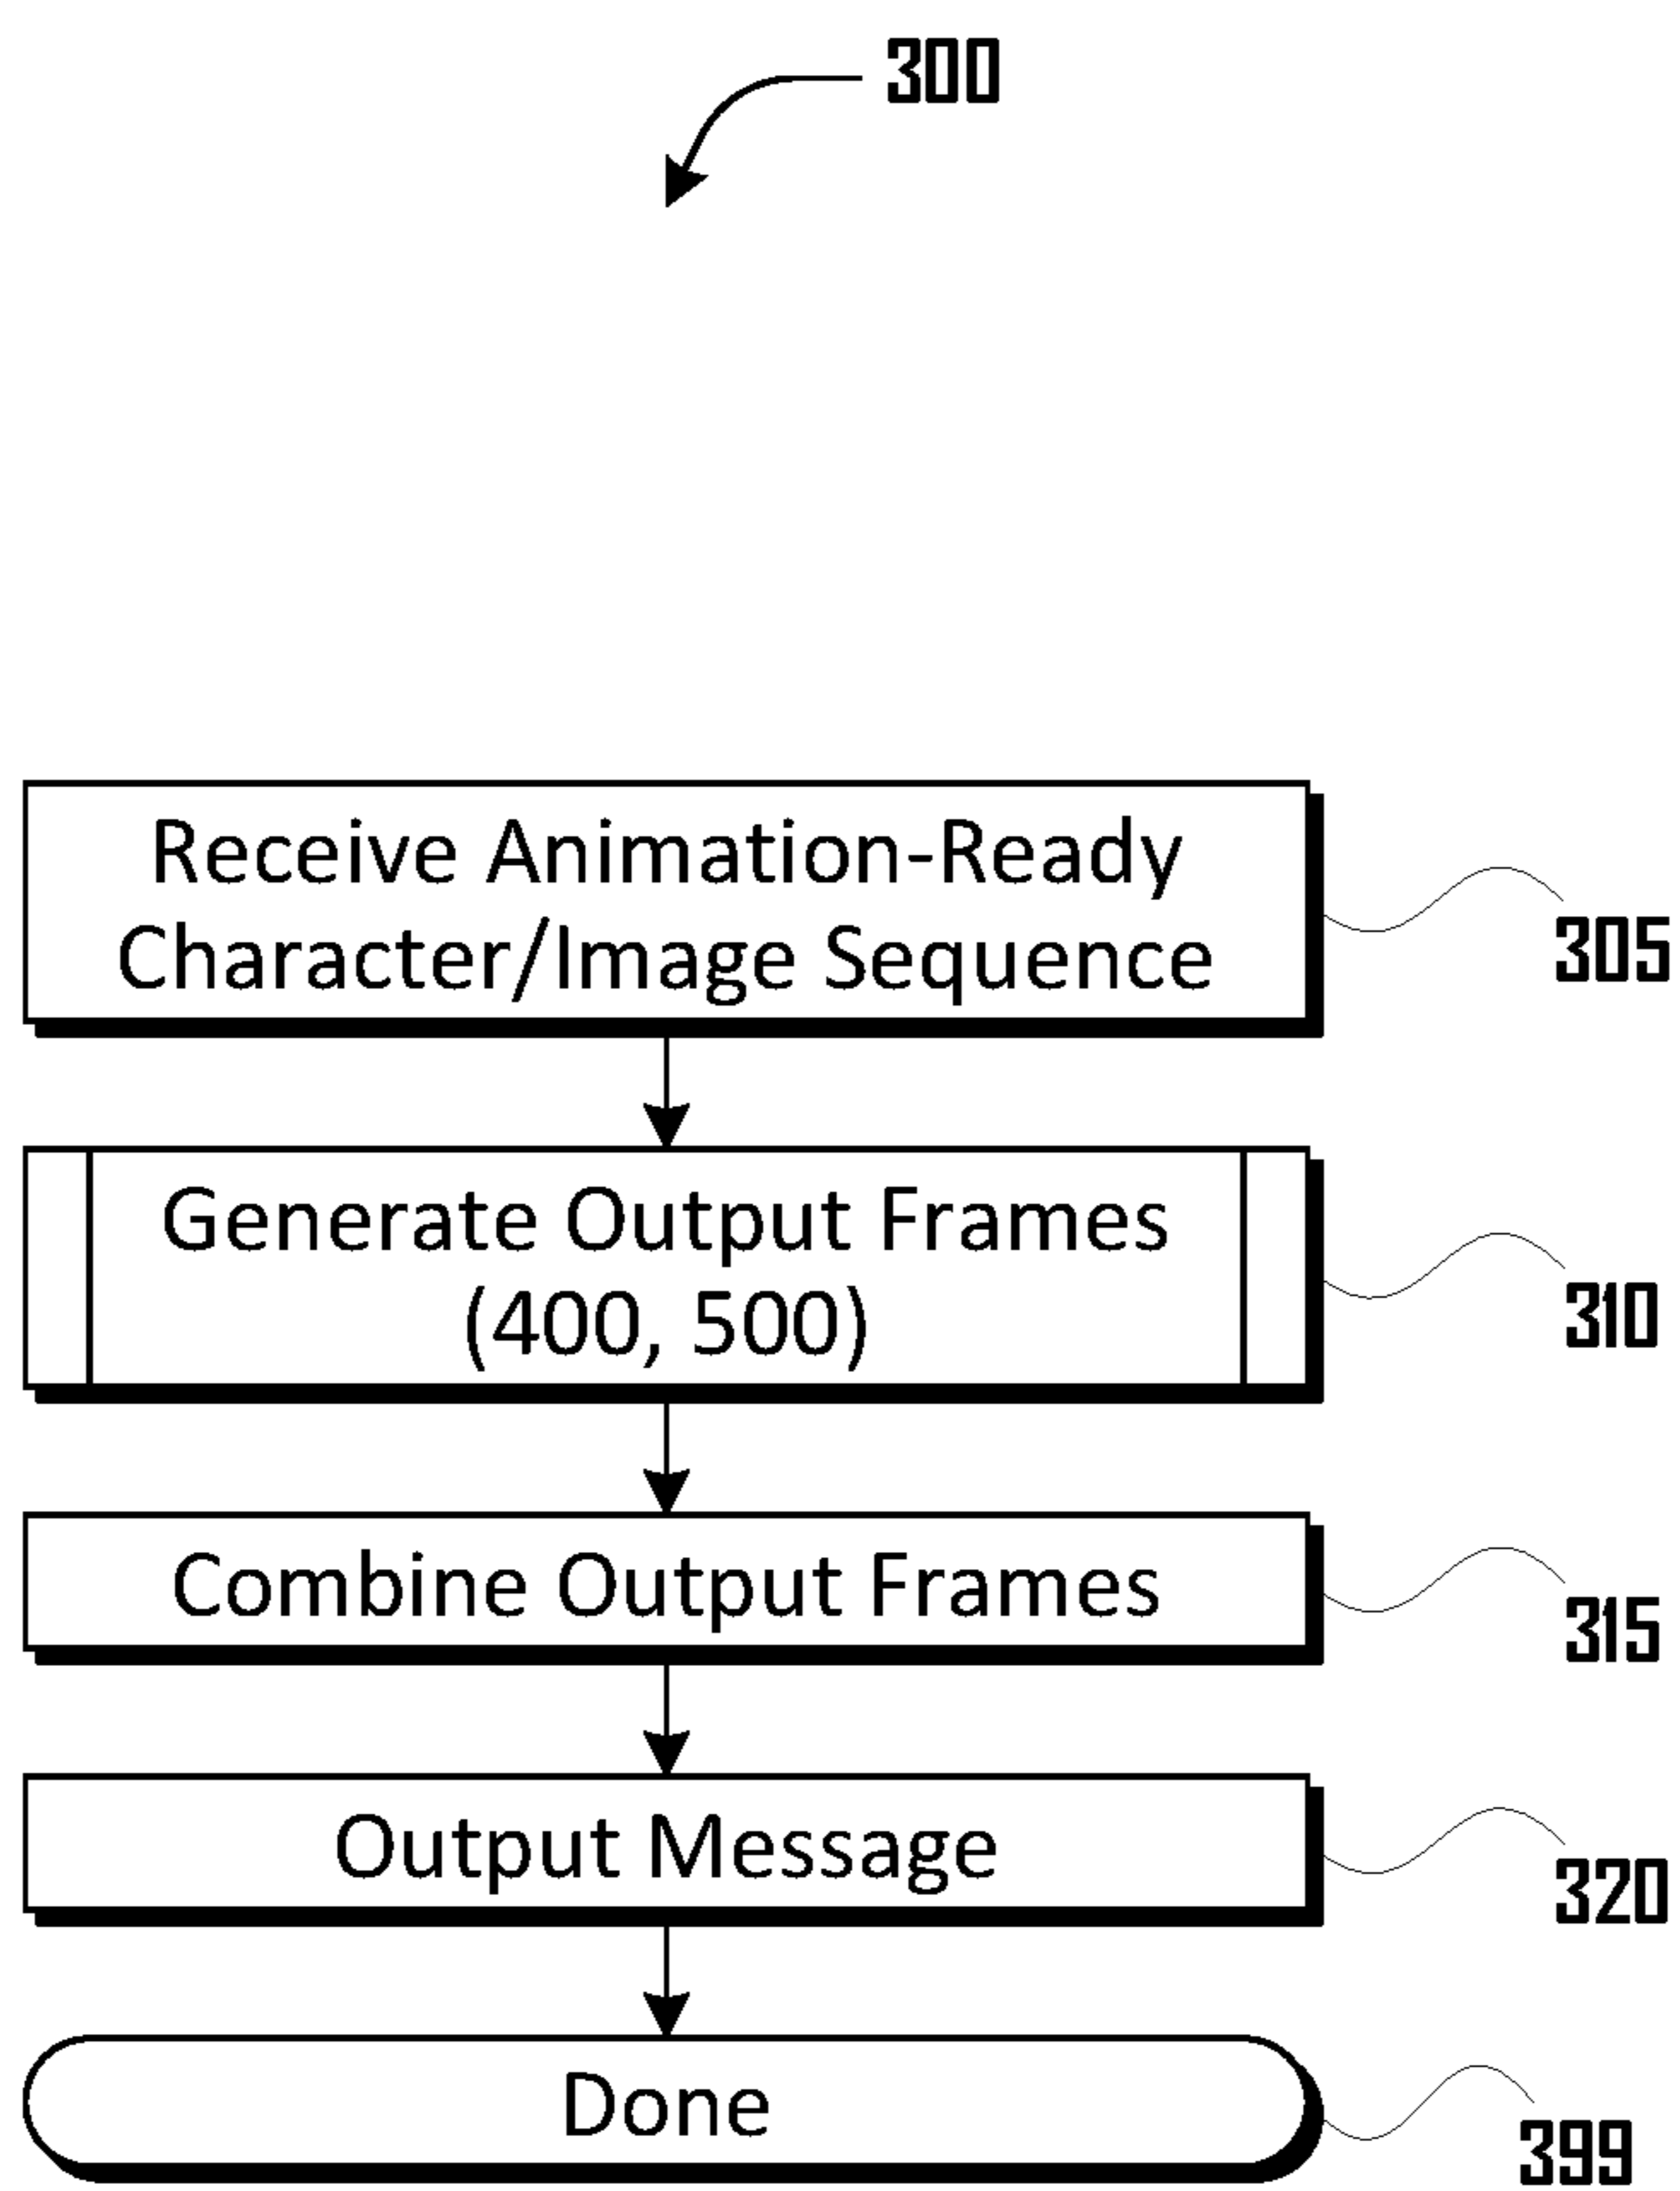 300
Receive Animation-Ready
Character/Image Sequence
305
Generate Output Frames
(400, 500)
310
Combine Output Frames
315
Output Message
320
Done
399